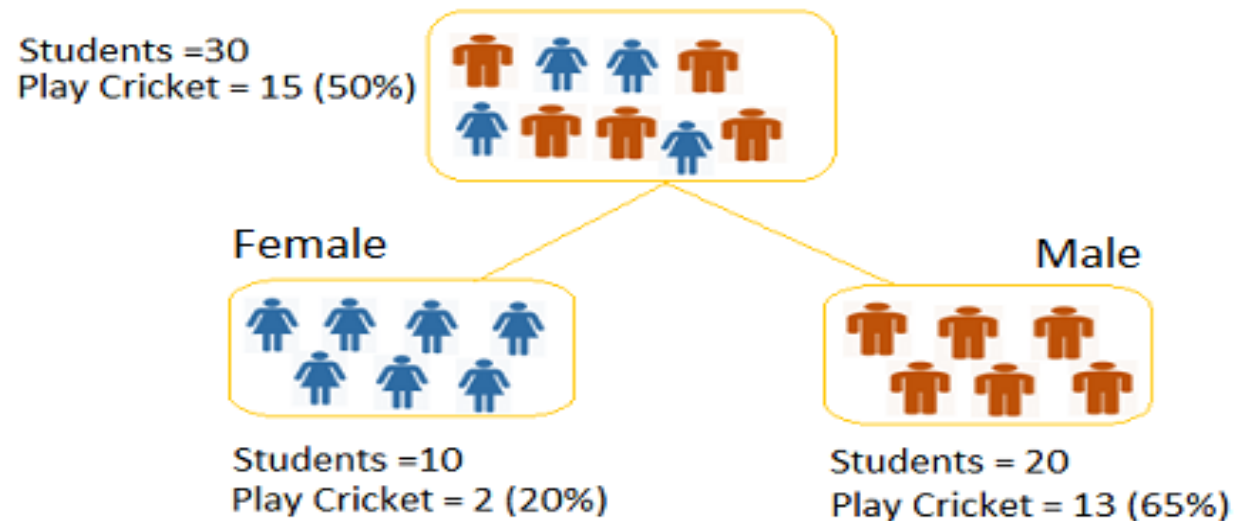 Students =30
Play Cricket = 15 (50%)
Female
Male
Students =10
Play Cricket = 2 (20%)
Students = 20
Play Cricket = 13 (65%)